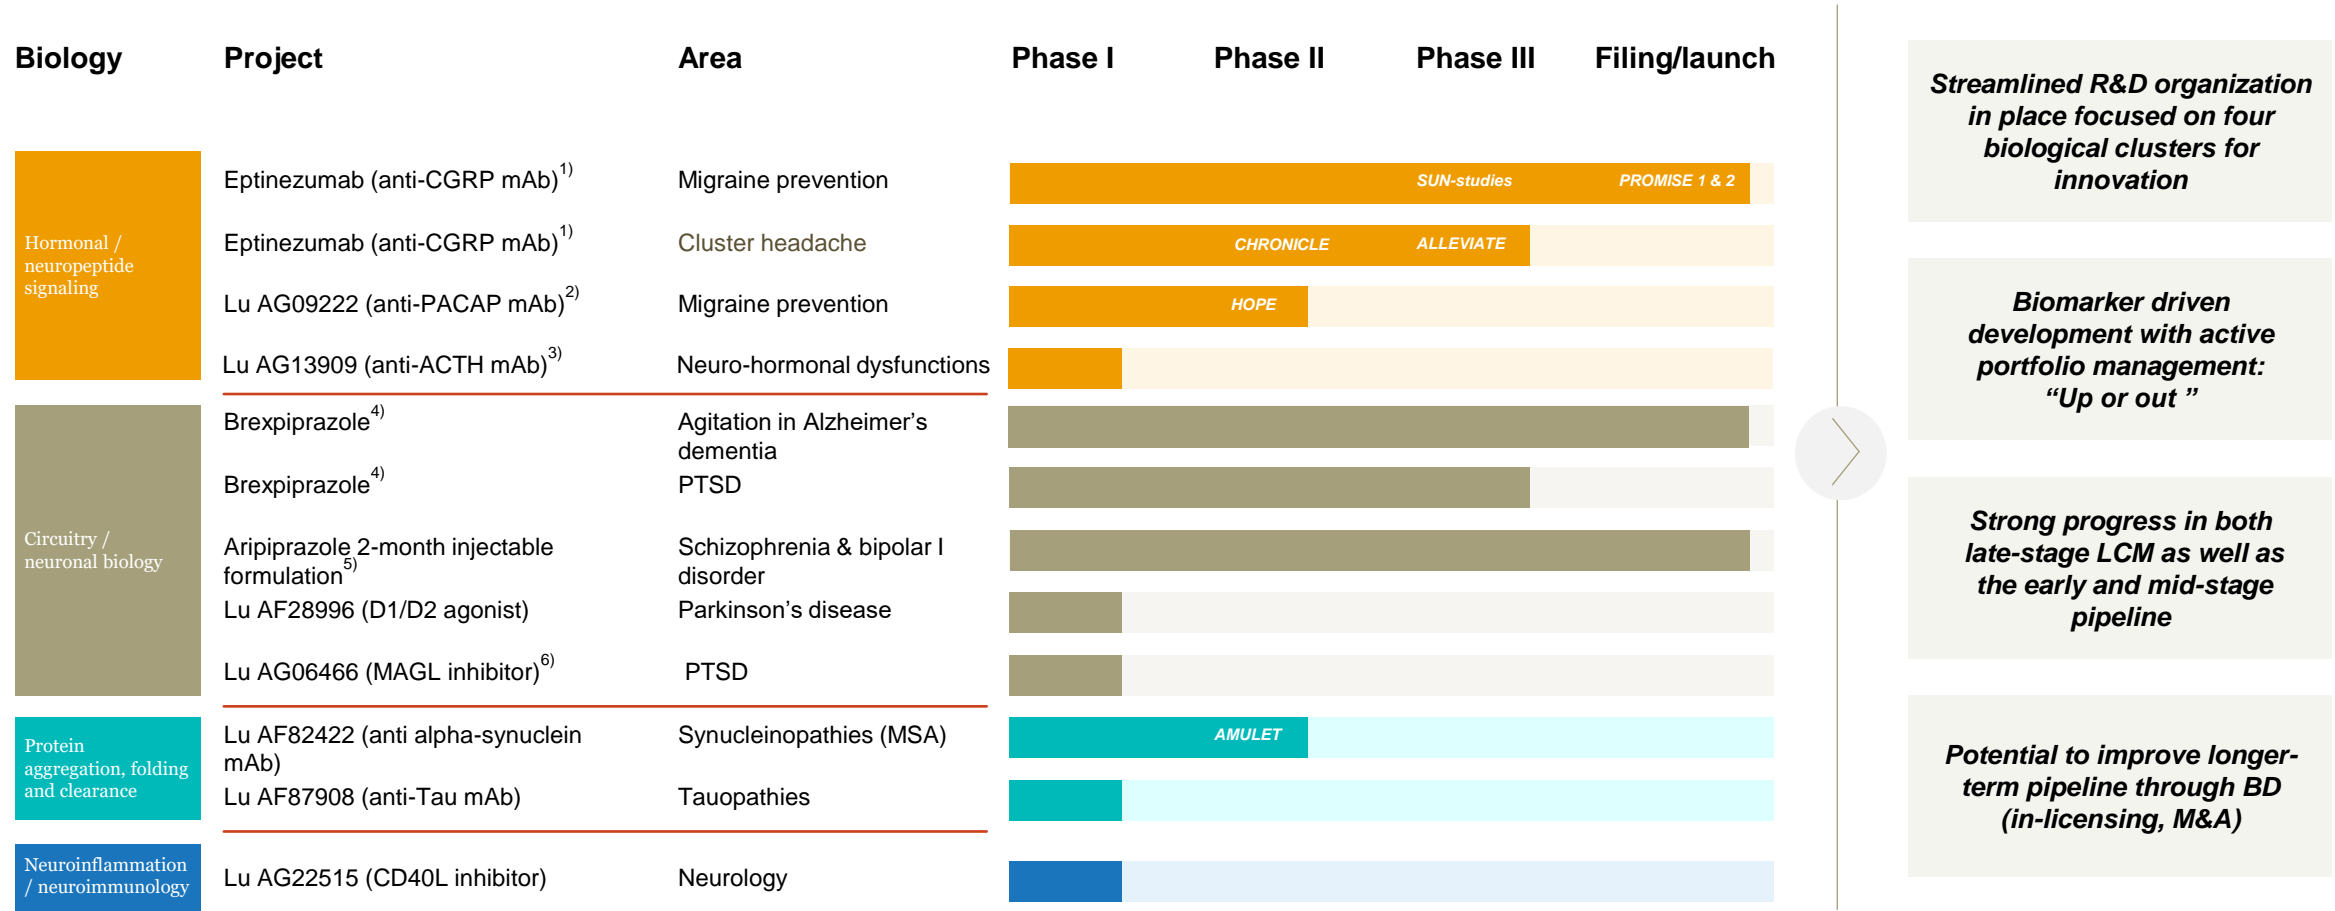 Biology Project Area Phase I Phase II Phase III Filing/launch
Hormonal /
neuropeptide
signaling
Eptinezumab (anti-CGRP mAb)1) Migraine prevention SUN-studies PROMISE 1 & 2
Eptinezumab (anti-CGRP mAb)1) Cluster headache CHRONICLE ALLEVIATE
Lu AG09222 (anti-PACAP mAb)2) Migraine prevention HOPE
Lu AG13909 (anti-ACTH mAb)3) Neuro-hormonal dysfunctions
Circuitry /
neuronal biology
Brexpiprazole4) Agitation in Alzheimer’s
dementia
Brexpiprazole4) PTSD
Aripiprazole 2-month injectable Schizophrenia & bipolar I
formulation5) disorder
Lu AF28996 (D1/D2 agonist) Parkinson’s disease
Lu AG06466 (MAGL inhibitor)6) PTSD
Protein
aggregation, folding
and clearance
Lu AF82422 (anti alpha-synuclein Synucleinopathies (MSA) AMULET
mAb)
Lu AF87908 (anti-Tau mAb) Tauopathies
Neuroinflammation
/ neuroimmunology
Lu AG22515 (CD40L inhibitor) Neurology
Streamlined R&D organization
in place focused on four
biological clusters for
innovation
Biomarker driven
development with active
portfolio management:
“Up or out ”
Strong progress in both
late-stage LCM as well as
the early and mid-stage
pipeline
Potential to improve longer-
term pipeline through BD
(in-licensing, M&A)